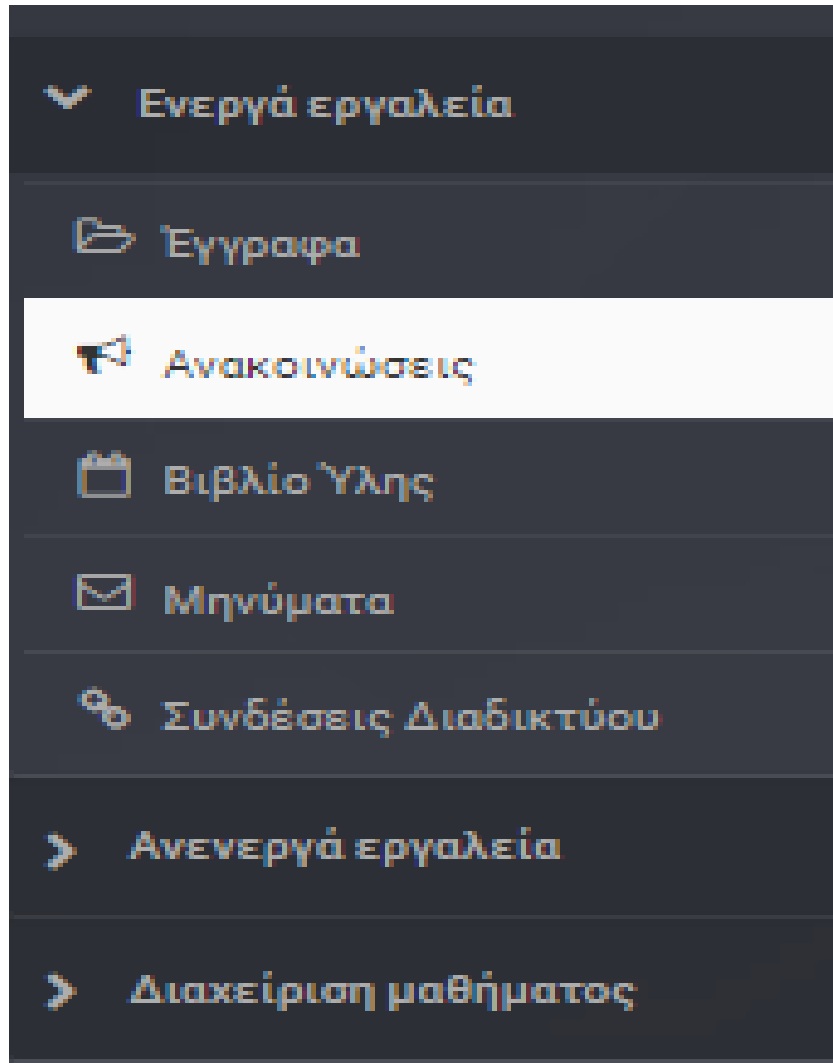 Ενεργά εργαλεία
Έγγραφα
Ανακοινώσεις
Βιβλίο Ύλης
Μηνύματα
Συνδέσεις Διαδικτύου
Ανενεργά εργαλεία
Διαχείριση μαθήματος